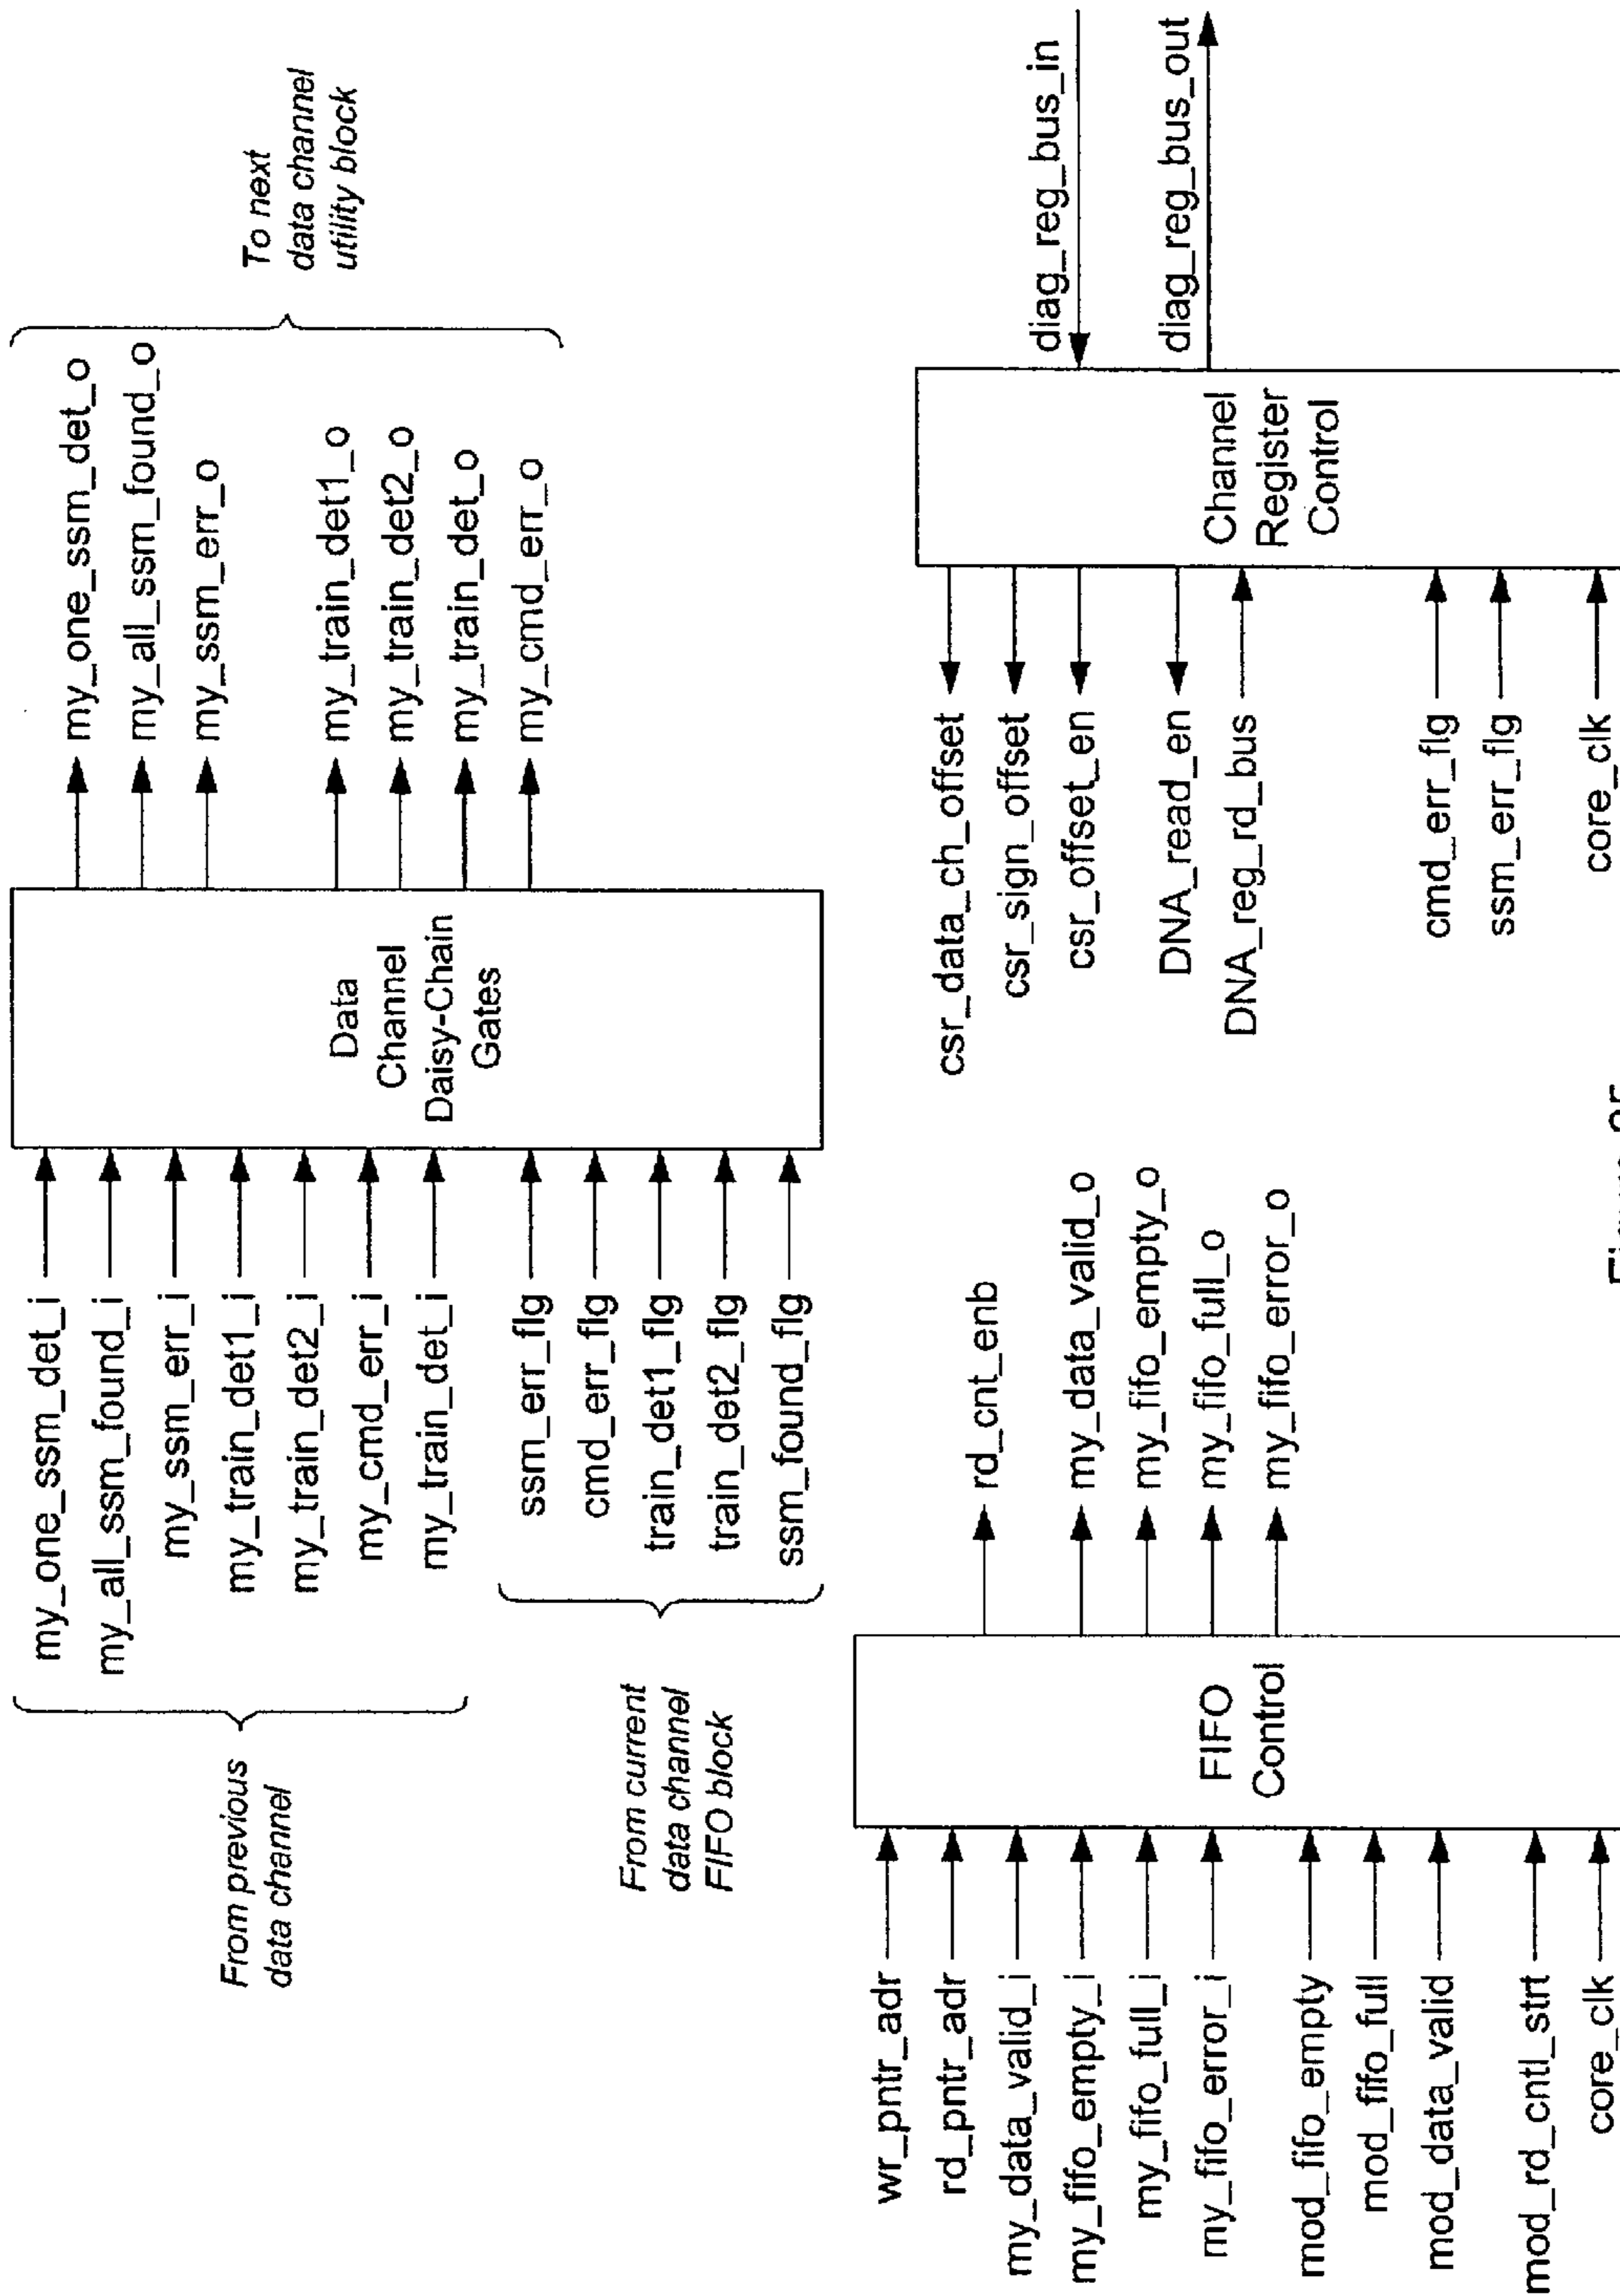 my_one_ssm_det_i
my_all_ssm_found_i
my_ssm_err_i
my_train_det1_i
my_train_det2_i
my_cmd_err_i
my_train_det_i
From previous
data channel
ssm_err_flg
cmd_err_flg
train_det1_flg
train_det2_flg
ssm_found_flg
From current
data channel
FIFO block
Data
Channel
Daisy-Chain
Gates
my_one_ssm_det_o
my_all_ssm_found_o
my_ssm_err_o
my_train_det1_o
my_train_det2_o
my_train_det_o
my_cmd_err_o
To next
data channel
utility block
wr_pntr_adr
rd_pntr_adr
my_data_valid_i
my_fifo_empty_i
my_fifo_full_i
my_fifo_error_i
mod_fifo_empty
mod_fifo_full
mod_data_valid
mod_rd_cntl_strt
core_clk
FIFO
Control
rd_cnt_enb
my_data_valid_o
my_fifo_empty_o
my_fifo_full_o
my_fifo_error_o
csr_data_ch_offset
csr_sign_offset
csr_offset_en
DNA_read_en
DNA_reg_rd_bus
cmd_err_flg
ssm_err_flg
core_clk
Channel
Register
Control
diag_reg_bus_in
diag_reg_bus_out